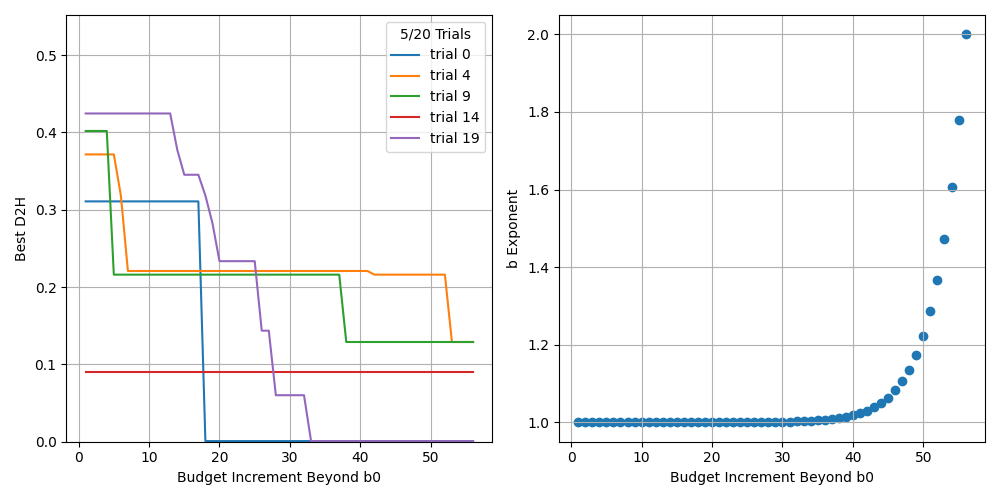 5/20 Trials
trial 0
trial 4
trial 9
trial 14
trial 19
0.5
0.4
0.3
0.2
0.1
0.0
Best D2H
0 10 20 30 40 50
Budget Increment Beyond b0
2.0
1.8
1.6
1.4
1.2
1.0
b Exponent
0 10 20 30 40 50
Budget Increment Beyond b0